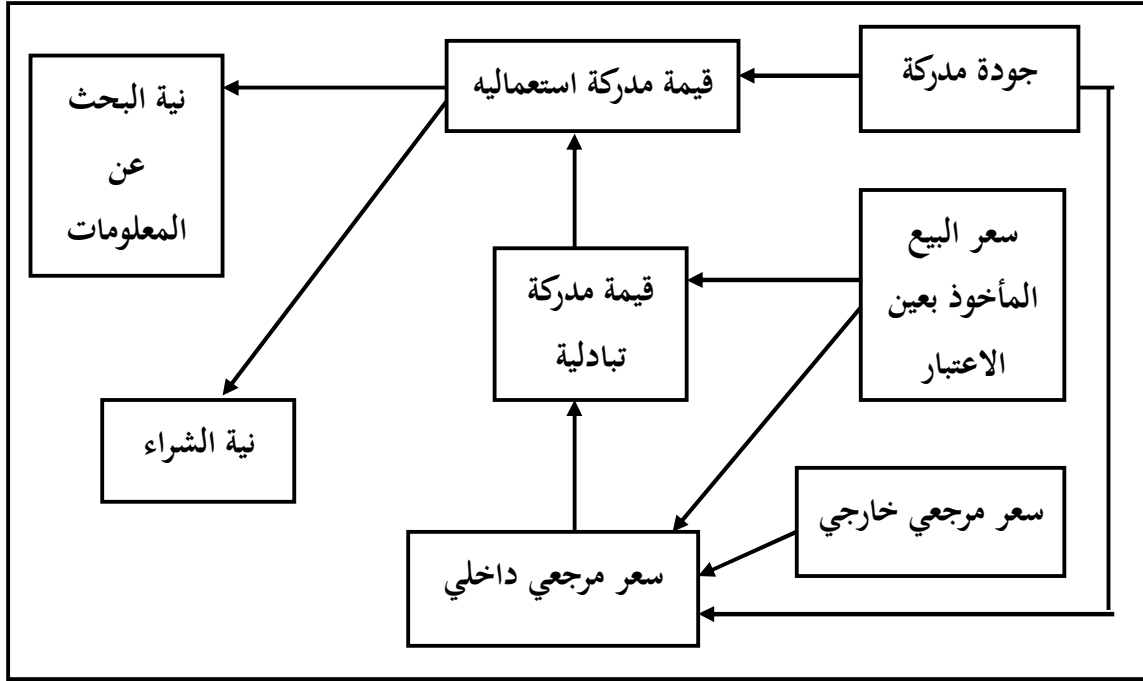 جودة مدركة
قيمة مدركة استعماليه
نية البحث
عن
المعلومات
سعر البيع
المأخوذ بعين
الاعتبار
قيمة مدركة
تبادلية
نية الشراء
سعر مرجعي خارجي
سعر مرجعي داخلي